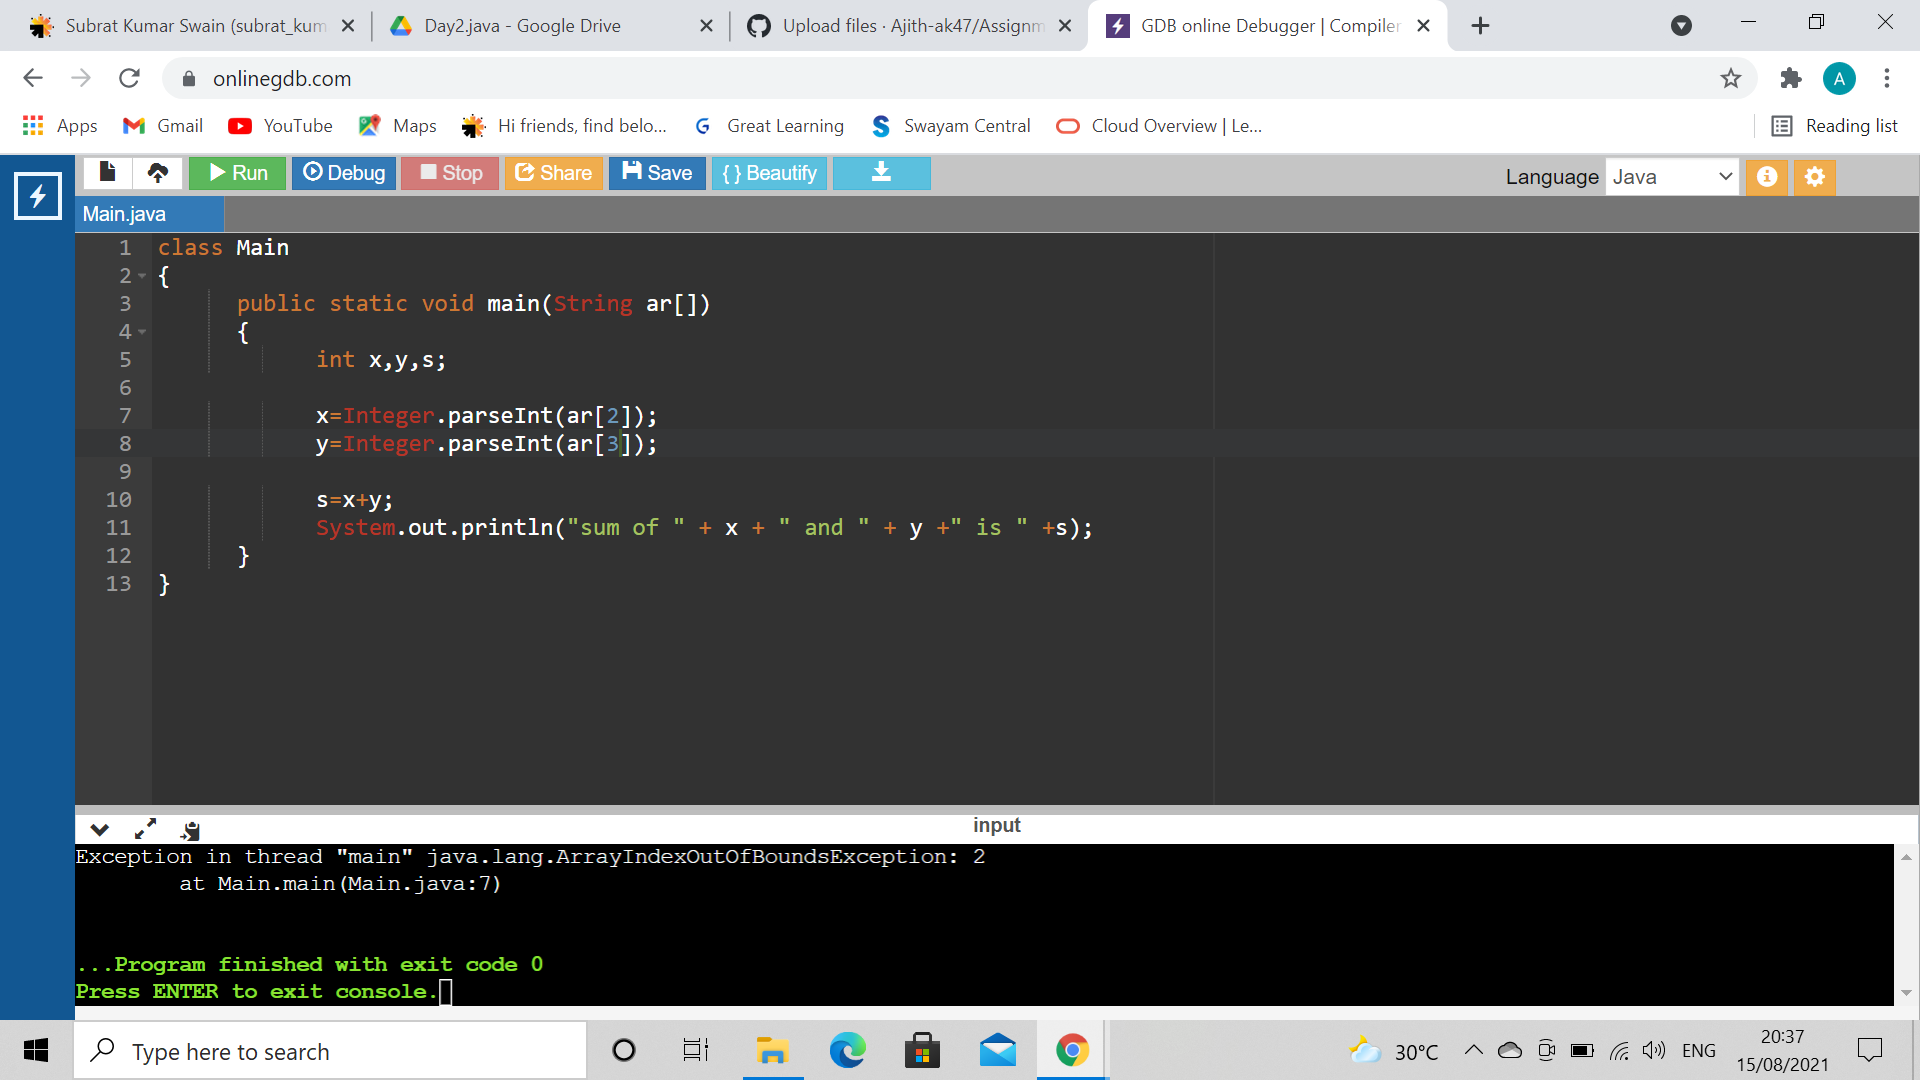 Subrat Kumar Swain (subrat_kum
Day2.java - Google Drive
Upload files · Ajith-ak47/Assignm
GDB online Debugger | Compiler
onlinegdb.com
A
Apps
Gmail
YouTube
Maps
Hi friends, find belo...
Great Learning
Swayam Central
Cloud Overview | Le...
Reading list
Run
Debug
Stop
Share
Save
{ } Beautify
Language Java
Main.java
1 class Main
2 {
3 public static void main(String ar[])
4 {
5 int x,y,s;
6
7 x=Integer.parseInt(ar[2]);
8 y=Integer.parseInt(ar[3]);
9
10 s=x+y;
11 System.out.println("sum of " + x + " and " + y +" is " +s);
12 }
13 }
input
Exception in thread "main" java.lang.ArrayIndexOutOfBoundsException: 2
at Main.main(Main.java:7)
...Program finished with exit code 0
Press ENTER to exit console.
Type here to search
30°C
ENG
20:37
15/08/2021